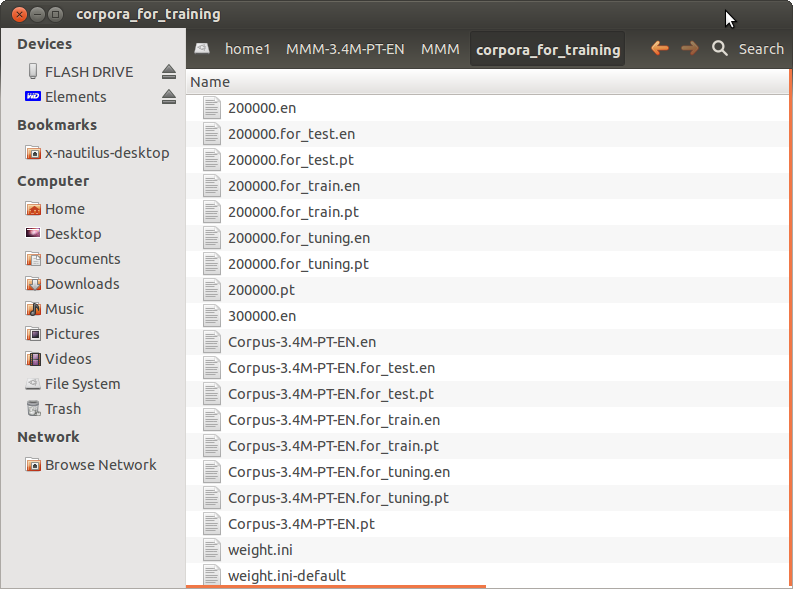 corpora_for_training
Devices
FLASH DRIVE
WD Elements
Bookmarks
x-nautilus-desktop
Computer
Home
Desktop
Documents
Downloads
Music
Pictures
Videos
File System
Trash
Network
Browse Network
home1 MMM-3.4M-PT-EN MMM corpora_for_training Search
Name
200000.en
200000.for_test.en
200000.for_test.pt
200000.for_train.en
200000.for_train.pt
200000.for_tuning.en
200000.for_tuning.pt
200000.pt
300000.en
Corpus-3.4M-PT-EN.en
Corpus-3.4M-PT-EN.for_test.en
Corpus-3.4M-PT-EN.for_test.pt
Corpus-3.4M-PT-EN.for_train.en
Corpus-3.4M-PT-EN.for_train.pt
Corpus-3.4M-PT-EN.for_tuning.en
Corpus-3.4M-PT-EN.for_tuning.pt
Corpus-3.4M-PT-EN.pt
weight.ini
weight.ini-default